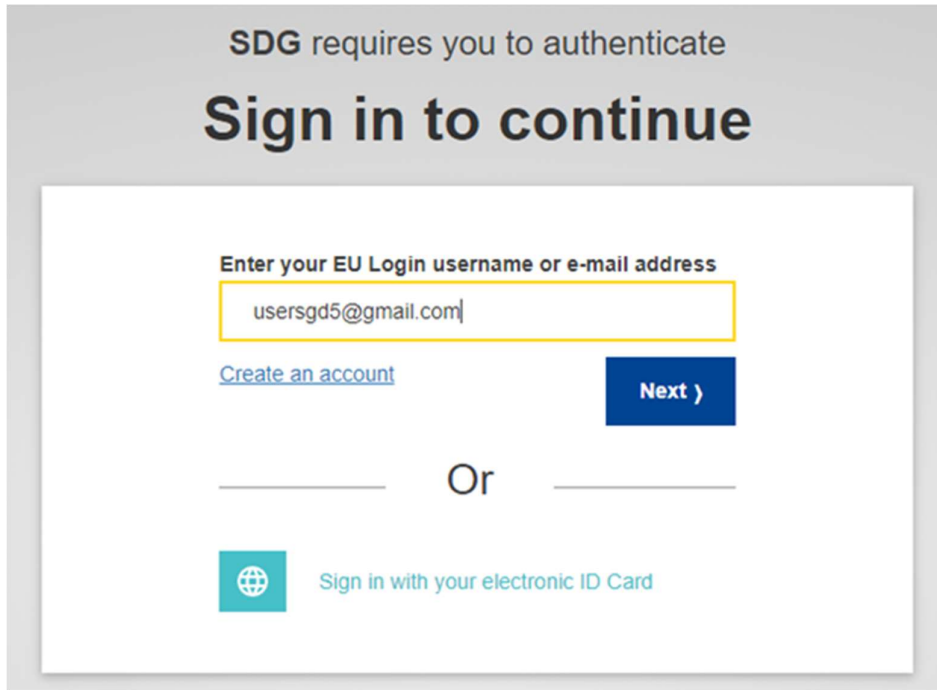 SDG requires you to authenticate
Sign in to continue
Enter your EU Login username or e-mail address
usersgd5@gmail.com
Create an account
Next ⟩
Or
Sign in with your electronic ID Card